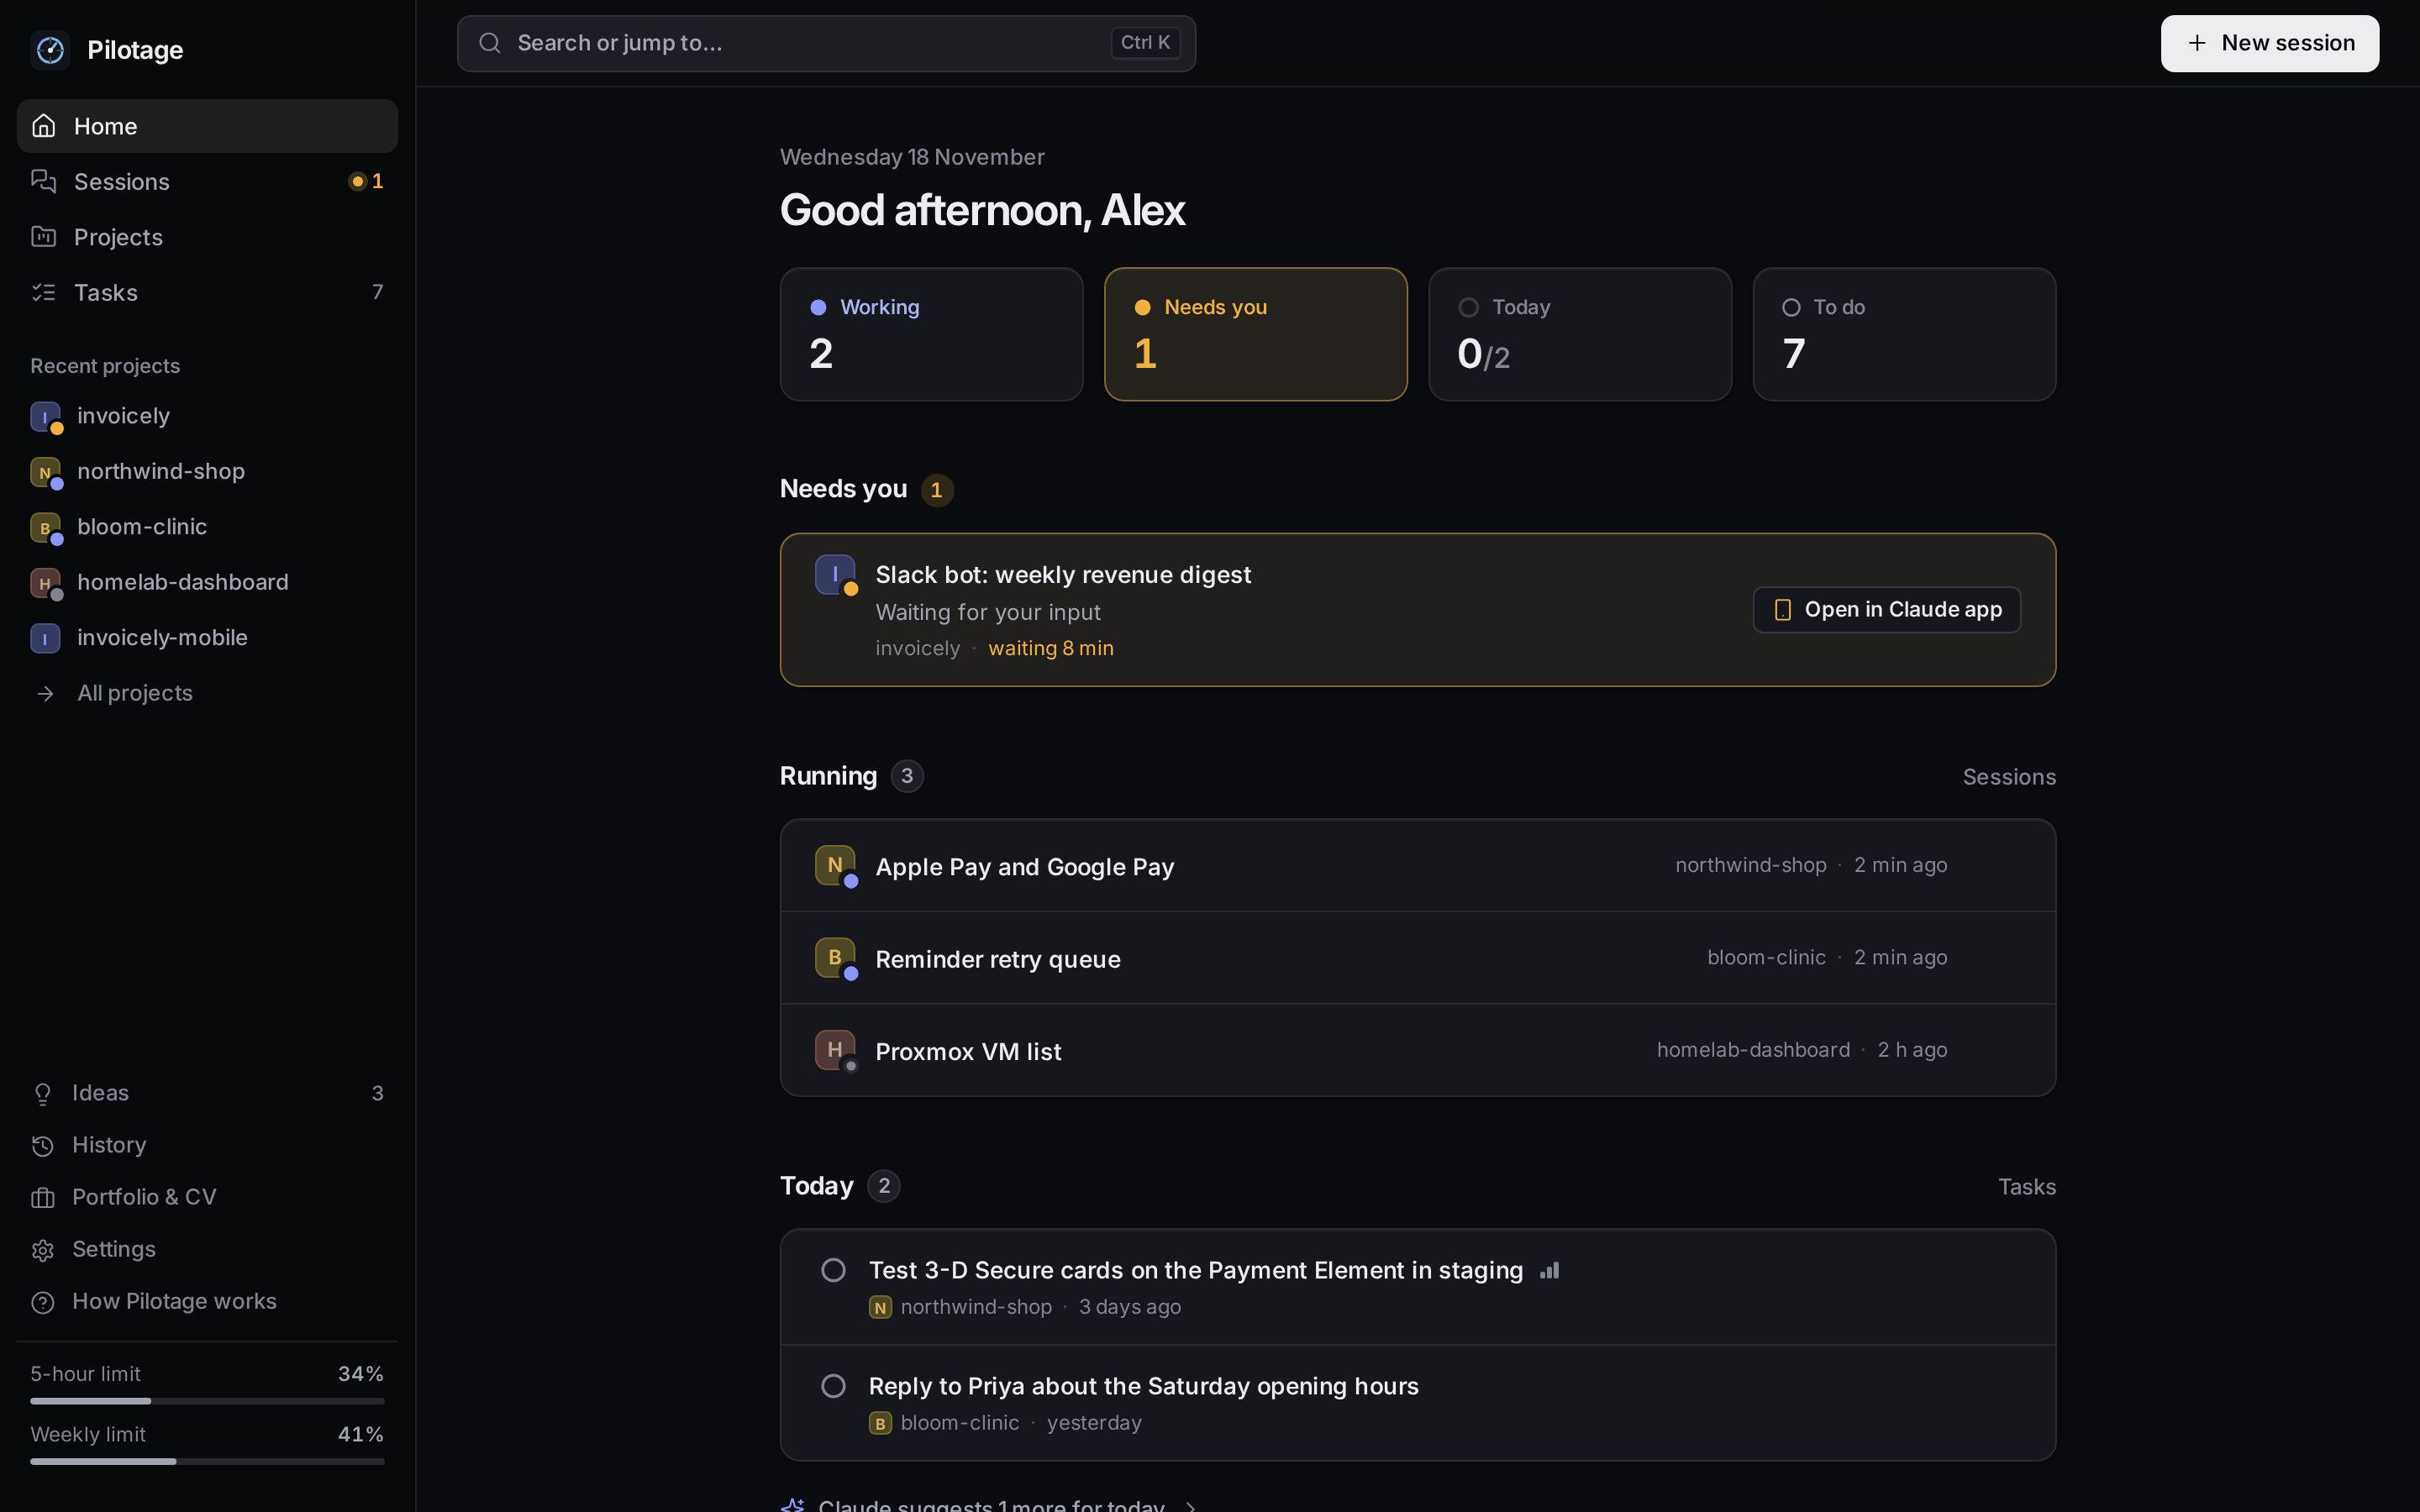 Pilotage
Home
Sessions 1
Projects
Tasks 7
Recent projects
I invoicely
N northwind-shop
B bloom-clinic
H homelab-dashboard
I invoicely-mobile
All projects
Ideas 3
History
Portfolio & CV
Settings
How Pilotage works
5-hour limit 34%
Weekly limit 41%
Search or jump to... Ctrl K
New session
Wednesday 18 November
Good afternoon, Alex
Working
2
Needs you
1
Today
0/2
To do
7
Needs you 1
I Slack bot: weekly revenue digest
Waiting for your input
invoicely · waiting 8 min
Open in Claude app
Running 3 Sessions
N Apple Pay and Google Pay northwind-shop · 2 min ago
B Reminder retry queue bloom-clinic · 2 min ago
H Proxmox VM list homelab-dashboard · 2 h ago
Today 2 Tasks
Test 3-D Secure cards on the Payment Element in staging
N northwind-shop · 3 days ago
Reply to Priya about the Saturday opening hours
B bloom-clinic · yesterday
Claude suggests 1 more for today